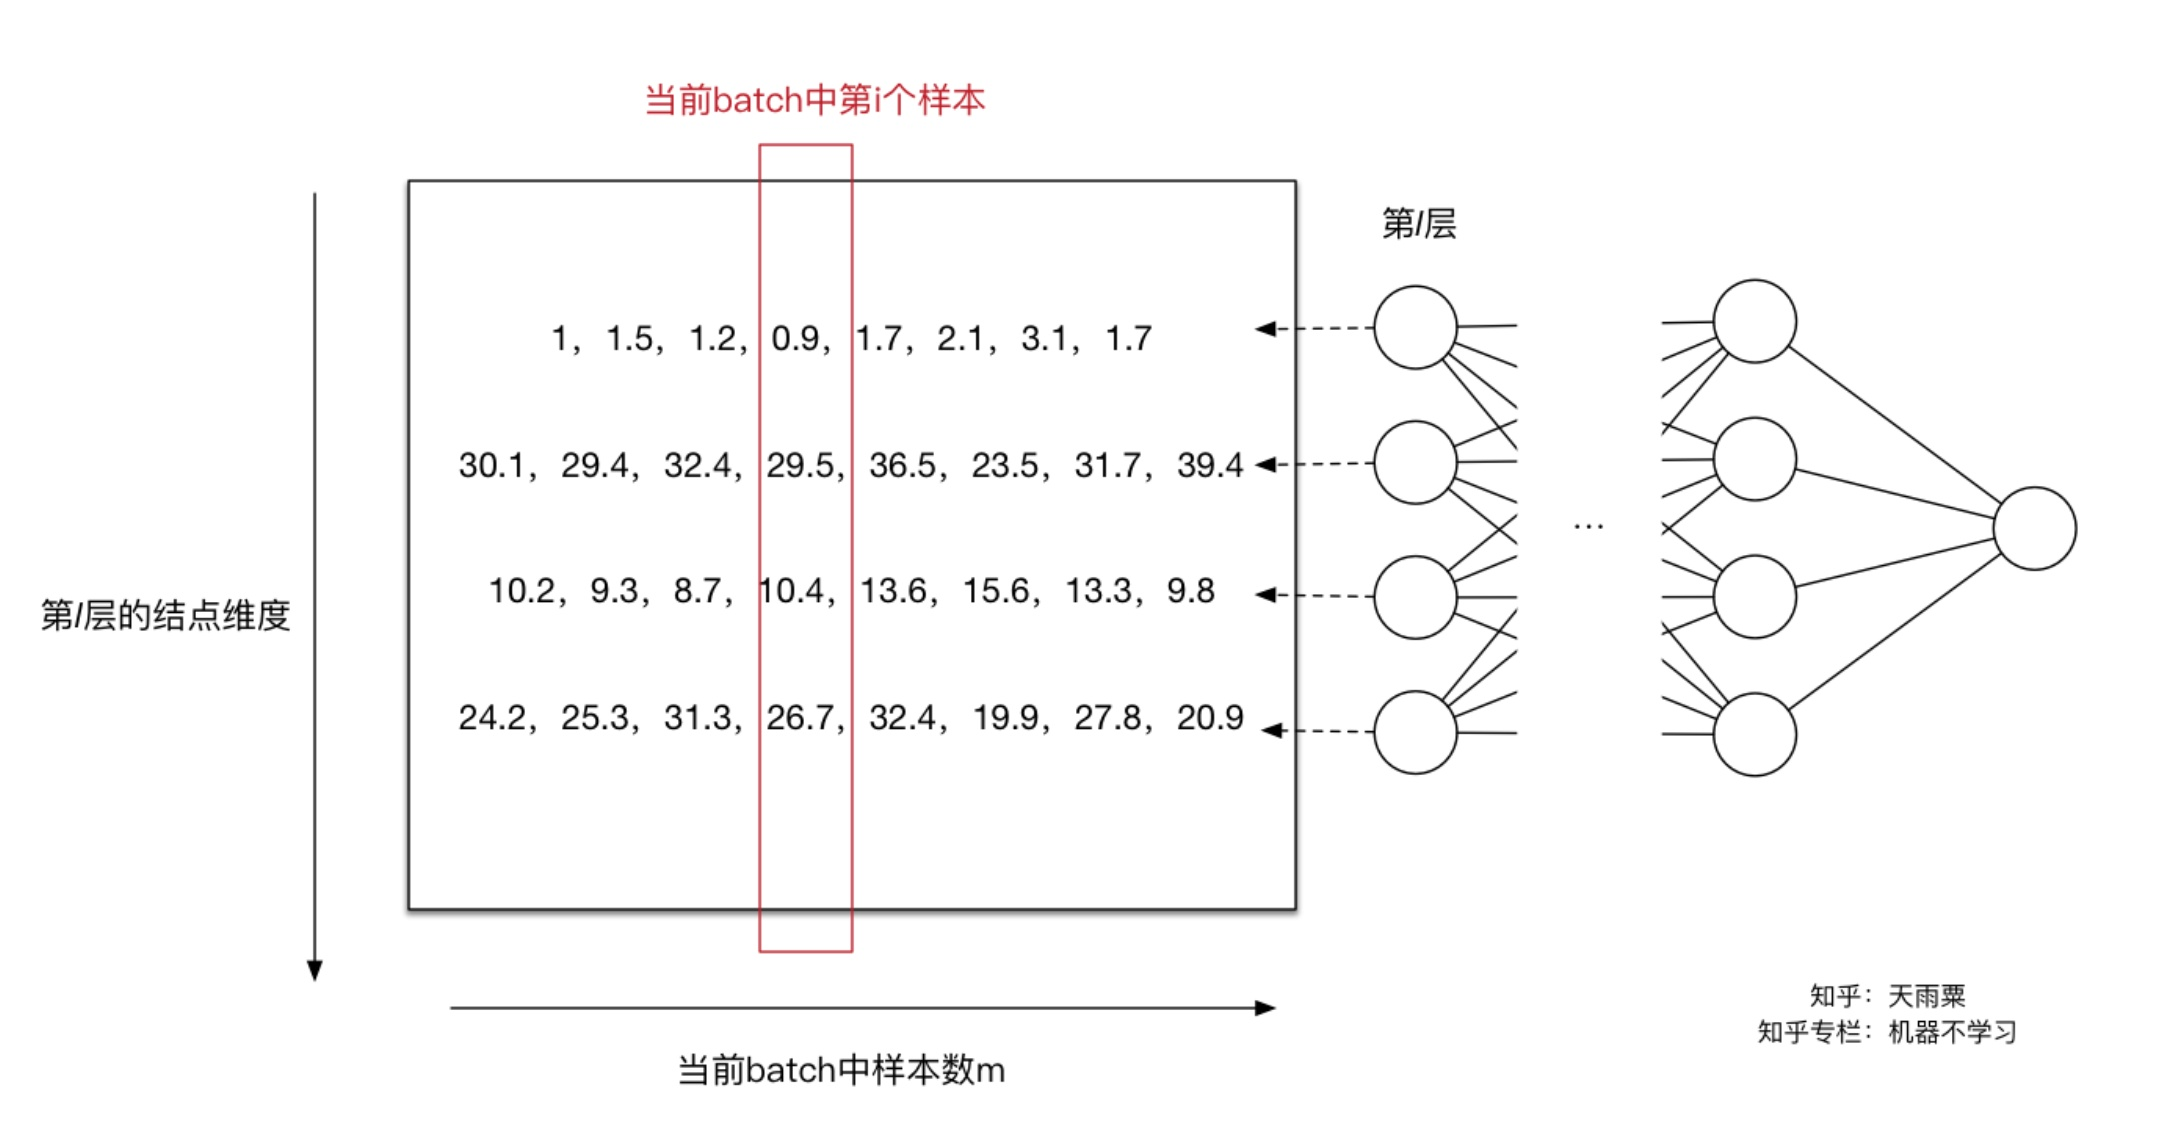 当前batch中第i个样本
第l层
1, 1.5, 1.2, 0.9, 1.7, 2.1, 3.1, 1.7
30.1, 29.4, 32.4, 29.5, 36.5, 23.5, 31.7, 39.4
...
10.2, 9.3, 8.7, 10.4, 13.6, 15.6, 13.3, 9.8
第l层的结点维度
24.2, 25.3, 31.3, 26.7, 32.4, 19.9, 27.8, 20.9
当前batch中样本数m
知乎：天雨粟
知乎专栏：机器不学习